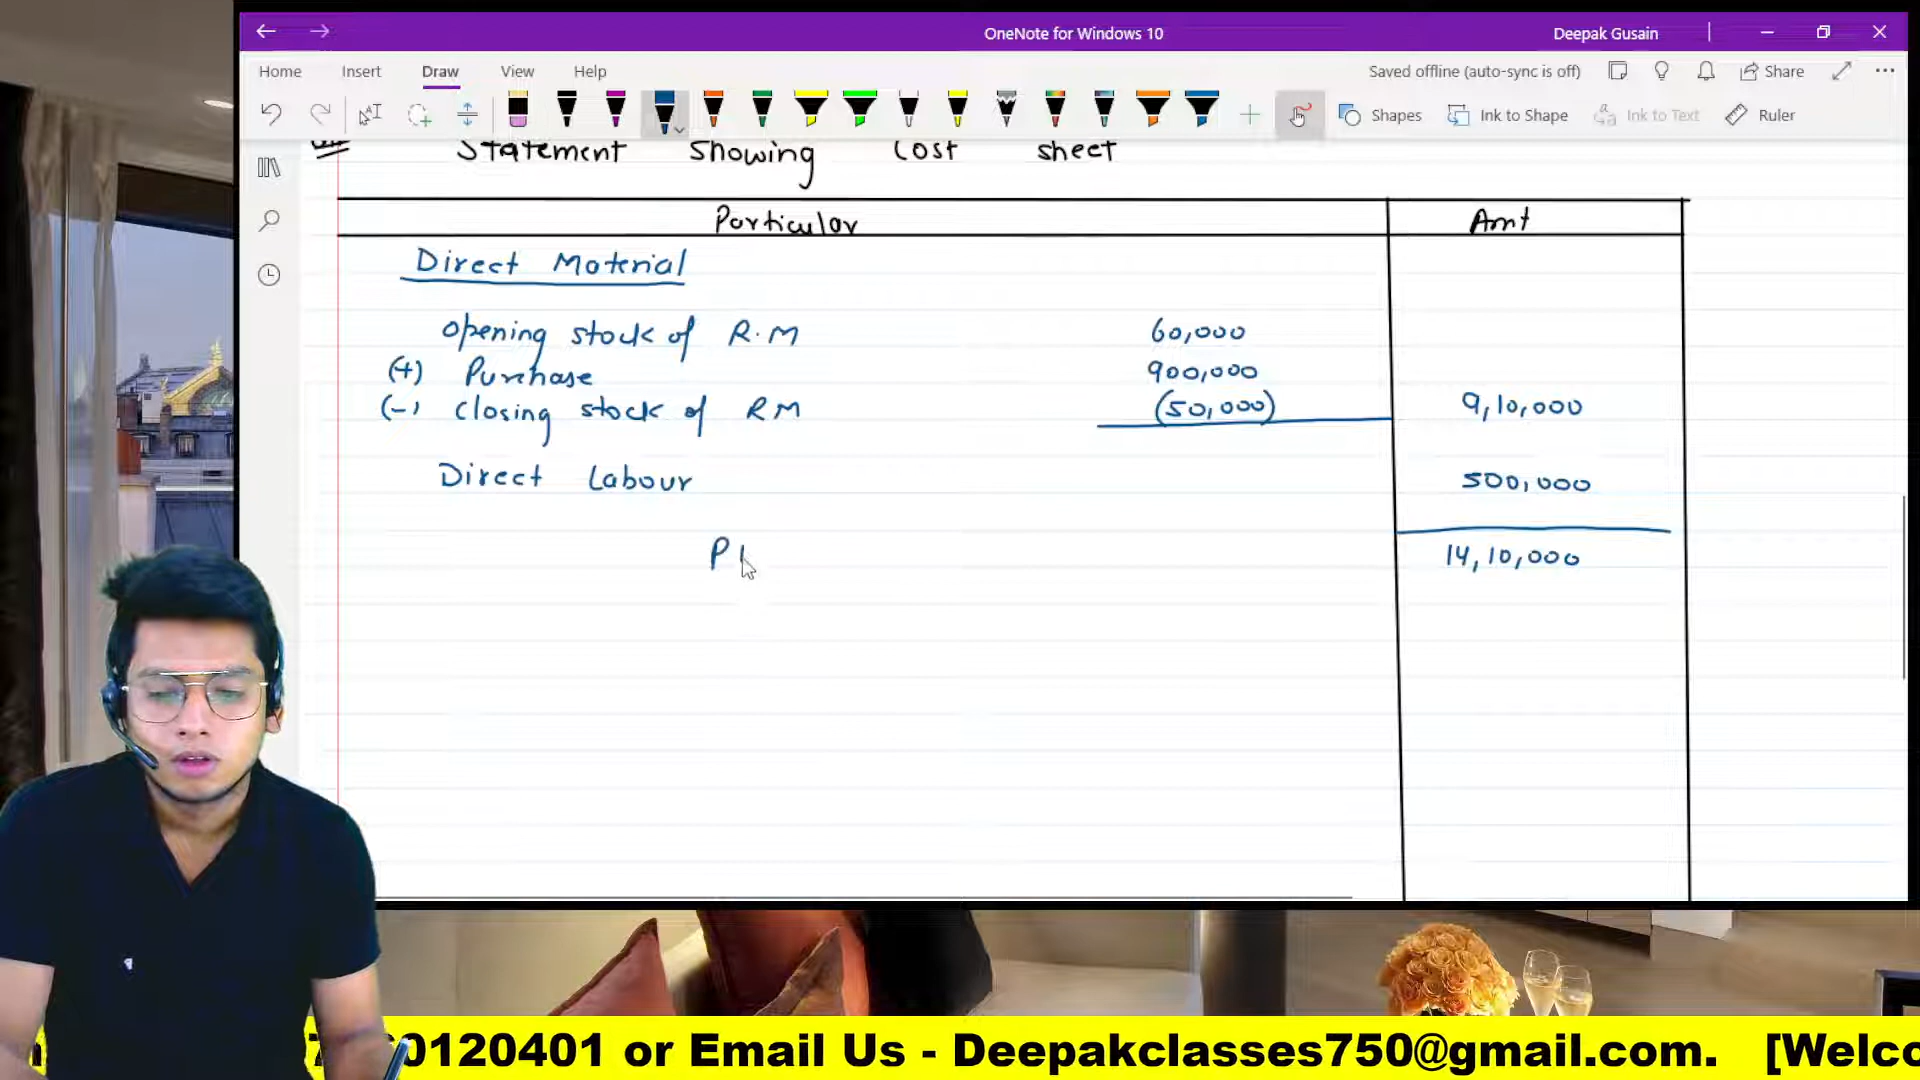 OneNote for Windows 10
Deepak Gusain
Home Insert Draw View Help
Saved offline (auto-sync is off)
Share
Shapes
Ink to Shape
Ink to Text
Ruler
Statement Showing Cost sheet
Particular Amt
Direct Material
Opening stock of R.M 60,000
(+) Purchase 900,000
(-) Closing stock of RM (50,000) 9,10,000
Direct Labour 500,000
P 14,10,000
0120401 or Email Us - Deepakclasses750@gmail.com. [Welco